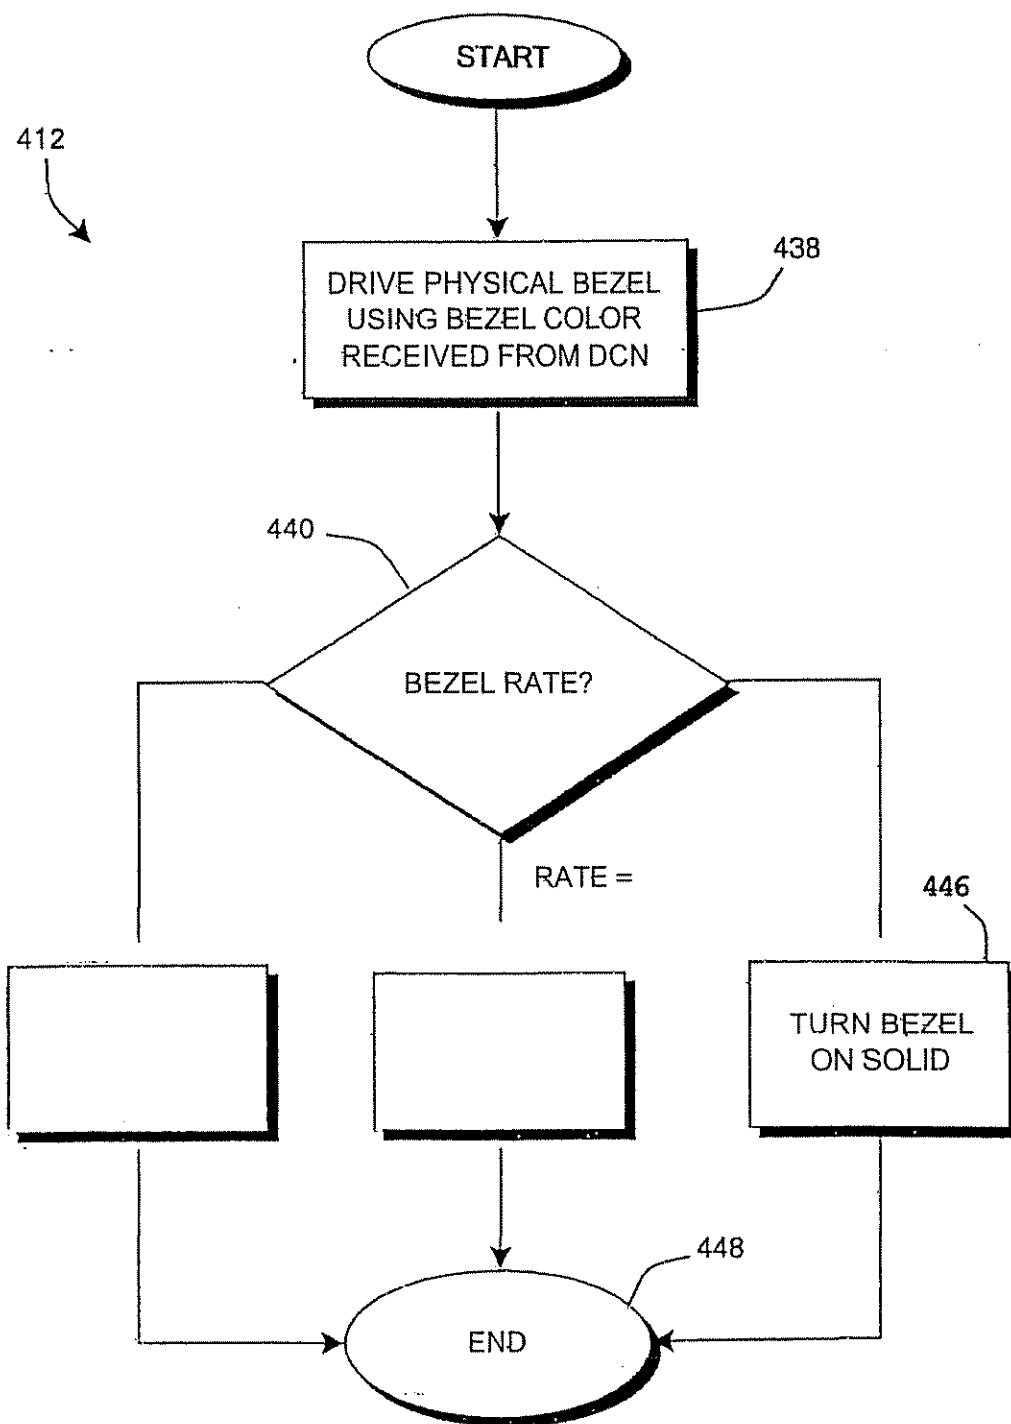 START
412
438
DRIVE PHYSICAL BEZEL
USING BEZEL COLOR
RECEIVED FROM DCN
440
BEZEL RATE?
RATE =
446
TURN BEZEL
ON SOLID
448
END